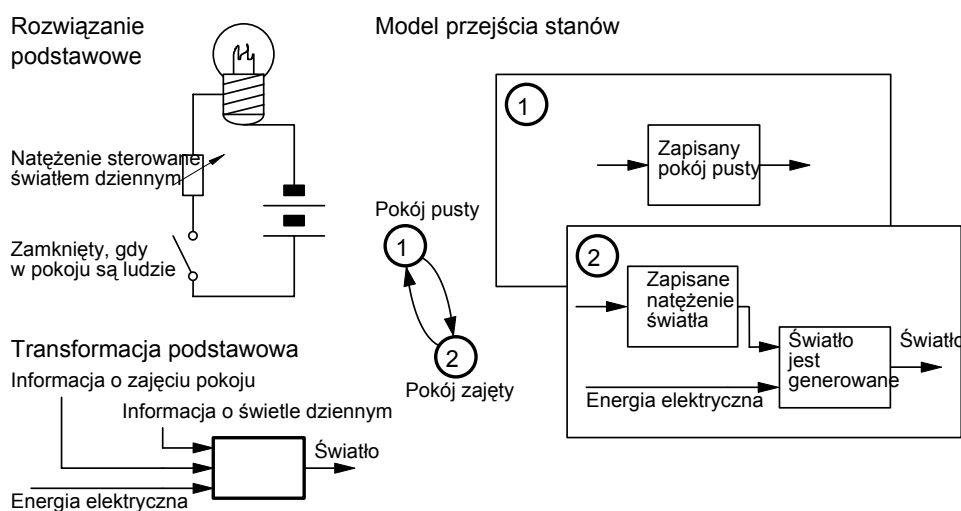 Rozwiązanie
podstawowe
Natężenie sterowane
światłem dziennym
Zamknięty, gdy
w pokoju są ludzie
Transformacja podstawowa
Informacja o zajęciu pokoju
Informacja o świetle dziennym
Światło
Energia elektryczna
Model przejścia stanów
Pokój pusty
1
2
Pokój zajęty
1
Zapisany
pokój pusty
2
Zapisane
natężenie
światła
Światło
jest
generowane
Światło
Energia elektryczna